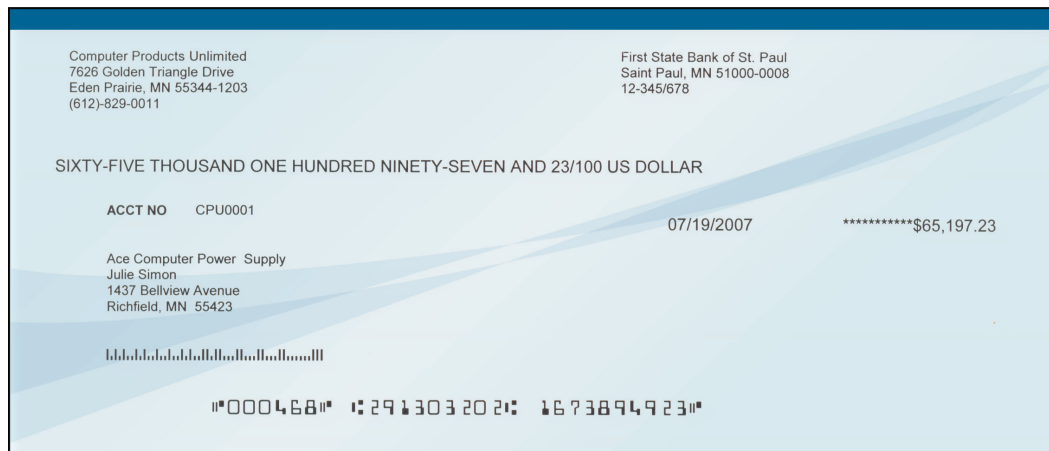 Computer Products Unlimited
7626 Golden Triangle Drive
Eden Prairie, MN 55344-1203
(612)-829-0011
First State Bank of St. Paul
Saint Paul, MN 51000-0008
12-345/678
SIXTY-FIVE THOUSAND ONE HUNDRED NINETY-SEVEN AND 23/100 US DOLLAR
ACCT NO CPU0001
07/19/2007 ***********$65,197.23
Ace Computer Power Supply
Julie Simon
1437 Bellview Avenue
Richfield, MN 55423
⑈000468⑈ ⑆291303202⑆ 1673894923⑈